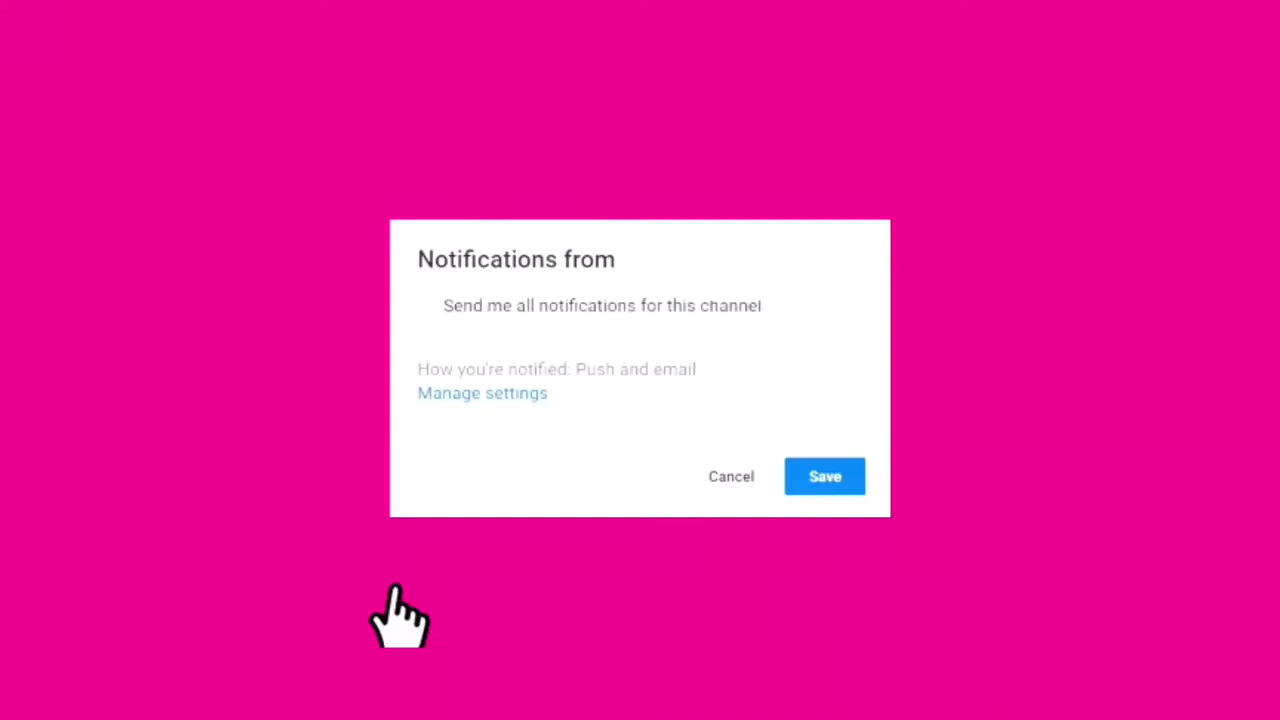 Notifications from
Send me all notifications for this channel
How you're notified: Push and email
Manage settings
Cancel
Save